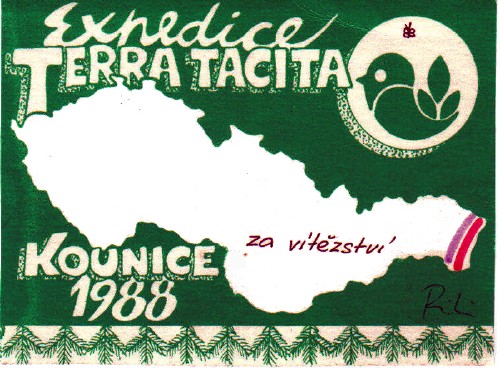 Expedice
TERRA TACITA
za vítězství
KOUNICE
1988